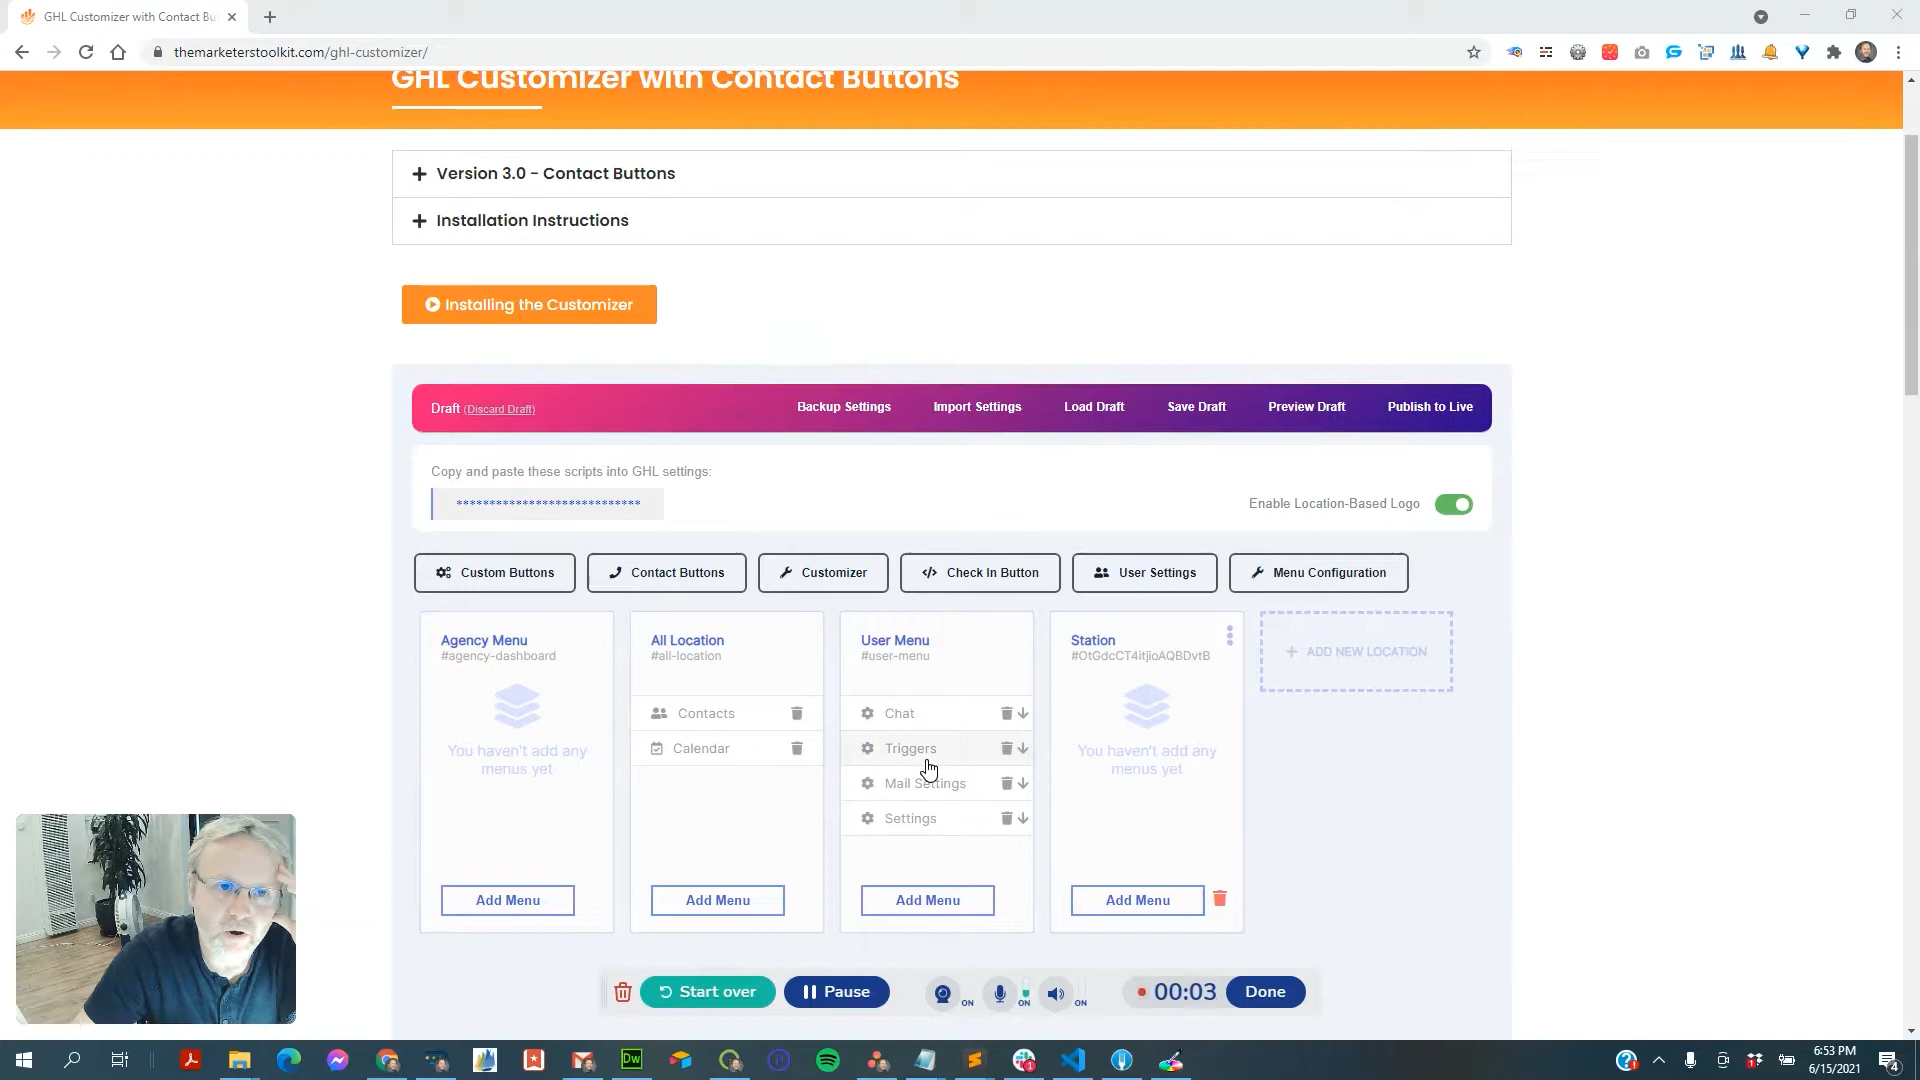 GHL Customizer with Contact Bu
themarketerstoolkit.com/ghl-customizer/
GHL Customizer with Contact Buttons
Version 3.0 - Contact Buttons
Installation Instructions
Installing the Customizer
Draft (Discard Draft)
Backup Settings
Import Settings
Load Draft
Save Draft
Preview Draft
Publish to Live
Copy and paste these scripts into GHL settings:
****************************
Enable Location-Based Logo
Custom Buttons
Contact Buttons
Customizer
Check In Button
User Settings
Menu Configuration
Agency Menu
#agency-dashboard
You haven't add any
menus yet
Add Menu
All Location
#all-location
Contacts
Calendar
Add Menu
User Menu
#user-menu
Chat
Triggers
Mail Settings
Settings
Add Menu
Station
#OtGdcCT4itjioAQBDvtB
You haven't add any
menus yet
Add Menu
+ ADD NEW LOCATION
Start over
Pause
ON
ON
ON
00:03
Done
Dw
6:53 PM
6/15/2021
4